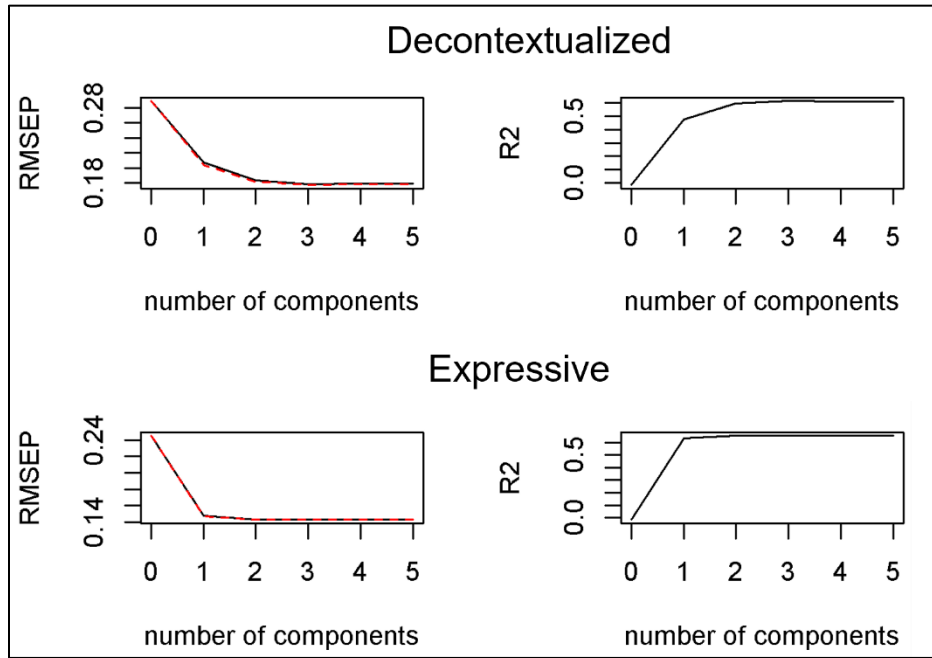 Decontextualized
RMSEP
0.28
0.18
0 1 2 3 4 5
number of components
R2
0.5
0.0
0 1 2 3 4 5
number of components
Expressive
RMSEP
0.24
0.14
0 1 2 3 4 5
number of components
R2
0.5
0.0
0 1 2 3 4 5
number of components